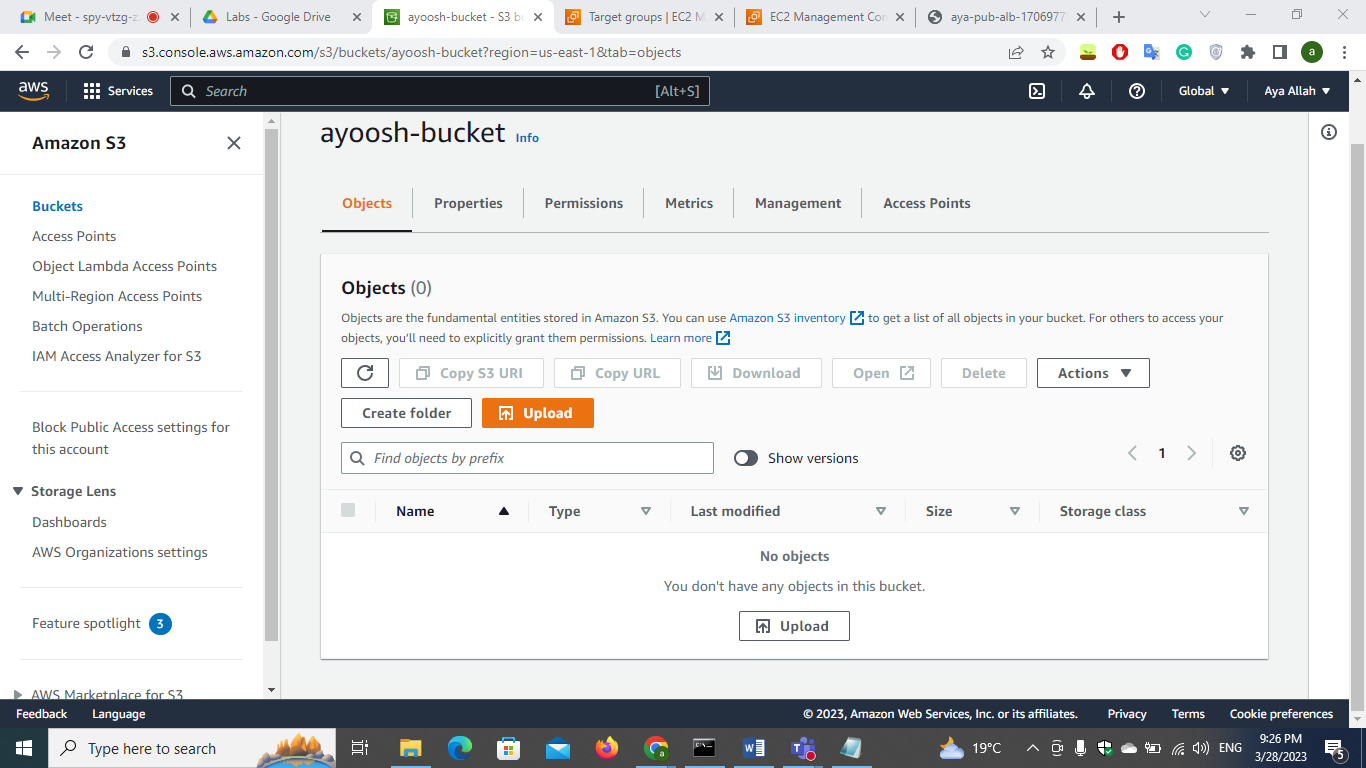 Meet - spy-vtzg-z
Labs - Google Drive
ayoosh-bucket - S3 b
Target groups | EC2 M
EC2 Management Con
aya-pub-alb-1706977
s3.console.aws.amazon.com/s3/buckets/ayoosh-bucket?region=us-east-1&tab=objects
a
aws
Services
Search
[Alt+S]
Global
Aya Allah
Amazon S3
Buckets
Access Points
Object Lambda Access Points
Multi-Region Access Points
Batch Operations
IAM Access Analyzer for S3
Block Public Access settings for
this account
Storage Lens
Dashboards
AWS Organizations settings
Feature spotlight 3
AWS Marketplace for S3
ayoosh-bucket Info
Objects
Properties
Permissions
Metrics
Management
Access Points
Objects (0)
Objects are the fundamental entities stored in Amazon S3. You can use Amazon S3 inventory to get a list of all objects in your bucket. For others to access your
objects, you'll need to explicitly grant them permissions. Learn more
Copy S3 URI
Copy URL
Download
Open
Delete
Actions
Create folder
Upload
Find objects by prefix
Show versions
1
Name
Type
Last modified
Size
Storage class
No objects
You don't have any objects in this bucket.
Upload
Feedback
Language
© 2023, Amazon Web Services, Inc. or its affiliates.
Privacy
Terms
Cookie preferences
Type here to search
19°C
ENG
9:26 PM
3/28/2023
5